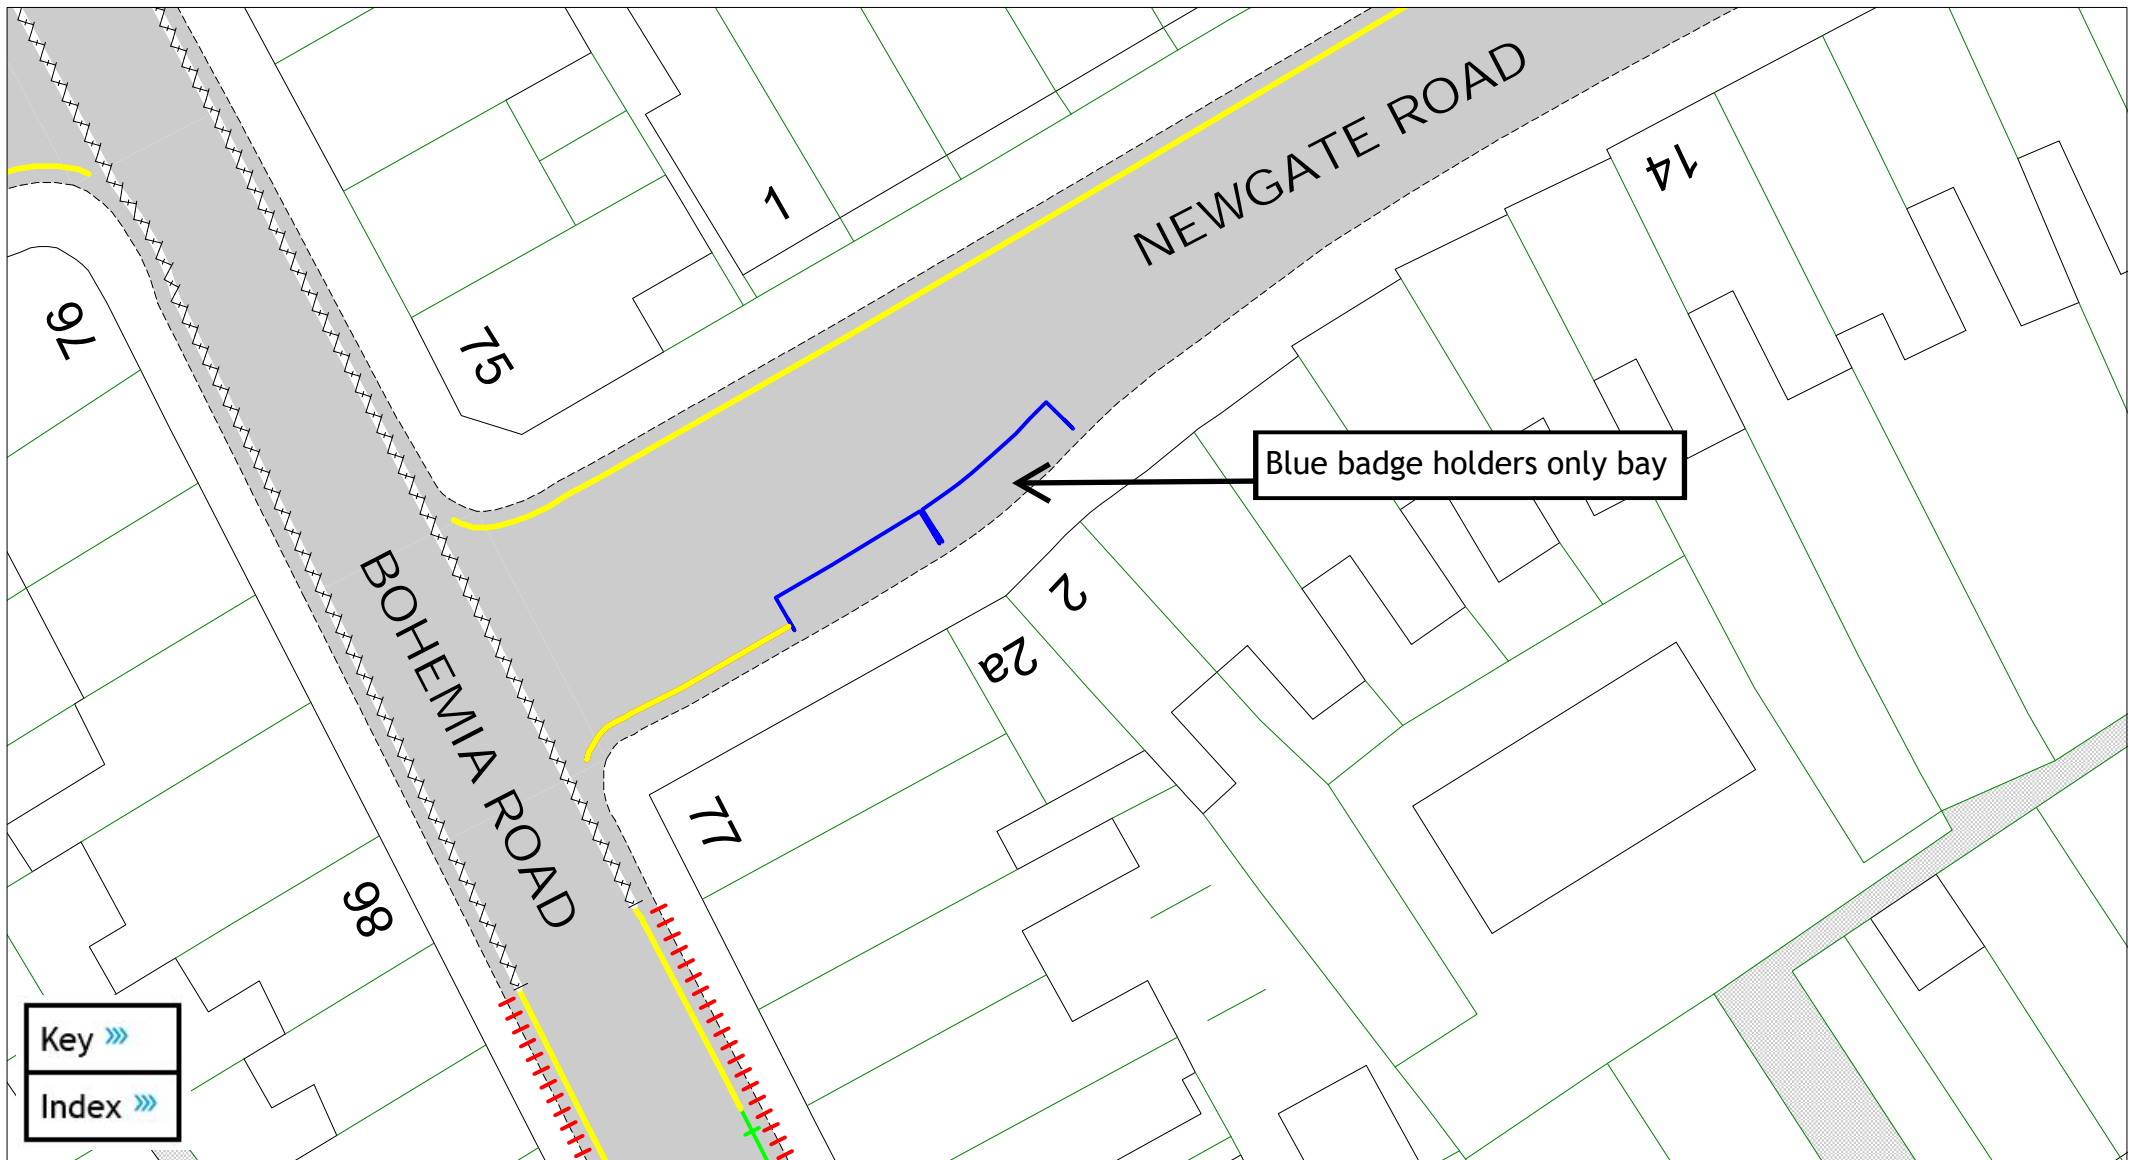 NEWGATE ROAD
14
1
76
75
Blue badge holders only bay
2
2a
BOHEMIA ROAD
77
98
Key »»
Index »»